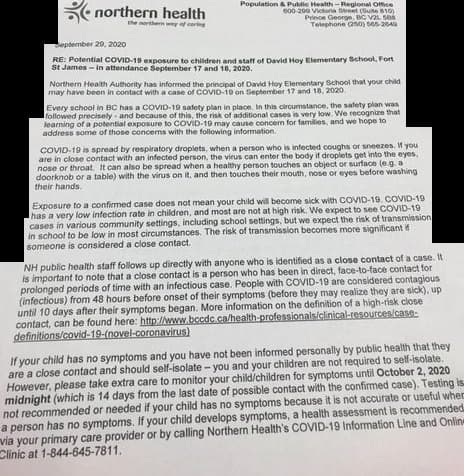 northern health
the northern way of caring
Population & Public Health – Regional Office
600-299 Victoria Street (Suite 610)
Prince George, BC V2L 5B8
Telephone (250) 565-2649
September 29, 2020
RE: Potential COVID-19 exposure to children and staff of David Hoy Elementary School, Fort
St James – in attendance September 17 and 18, 2020.
Northern Health Authority has informed the principal of David Hoy Elementary School that your child
may have been in contact with a case of COVID-19 on September 17 and 18, 2020.
Every school in BC has a COVID-19 safety plan in place. In this circumstance, the safety plan was
followed precisely - and because of this, the risk of additional cases is very low. We recognize that
learning of a potential exposure to COVID-19 may cause concern for families, and we hope to
address some of those concerns with the following information.
COVID-19 is spread by respiratory droplets, when a person who is infected coughs or sneezes. If you
are in close contact with an infected person, the virus can enter the body if droplets get into the eyes,
nose or throat. It can also be spread when a healthy person touches an object or surface (e.g. a
doorknob or a table) with the virus on it, and then touches their mouth, nose or eyes before washing
their hands.
Exposure to a confirmed case does not mean your child will become sick with COVID-19. COVID-19
has a very low infection rate in children, and most are not at high risk. We expect to see COVID-19
cases in various community settings, including school settings, but we expect the risk of transmission
in school to be low in most circumstances. The risk of transmission becomes more significant if
someone is considered a close contact.
NH public health staff follows up directly with anyone who is identified as a close contact of a case. It
is important to note that a close contact is a person who has been in direct, face-to-face contact for
prolonged periods of time with an infectious case. People with COVID-19 are considered contagious
(infectious) from 48 hours before onset of their symptoms (before they may realize they are sick), up
until 10 days after their symptoms began. More information on the definition of a high-risk close
contact, can be found here: http://www.bccdc.ca/health-professionals/clinical-resources/case-
definitions/covid-19-(novel-coronavirus)
If your child has no symptoms and you have not been informed personally by public health that they
are a close contact and should self-isolate – you and your children are not required to self-isolate.
However, please take extra care to monitor your child/children for symptoms until October 2, 2020
midnight (which is 14 days from the last date of possible contact with the confirmed case). Testing is
not recommended or needed if your child has no symptoms because it is not accurate or useful when
a person has no symptoms. If your child develops symptoms, a health assessment is recommended
via your primary care provider or by calling Northern Health's COVID-19 Information Line and Online
Clinic at 1-844-645-7811.